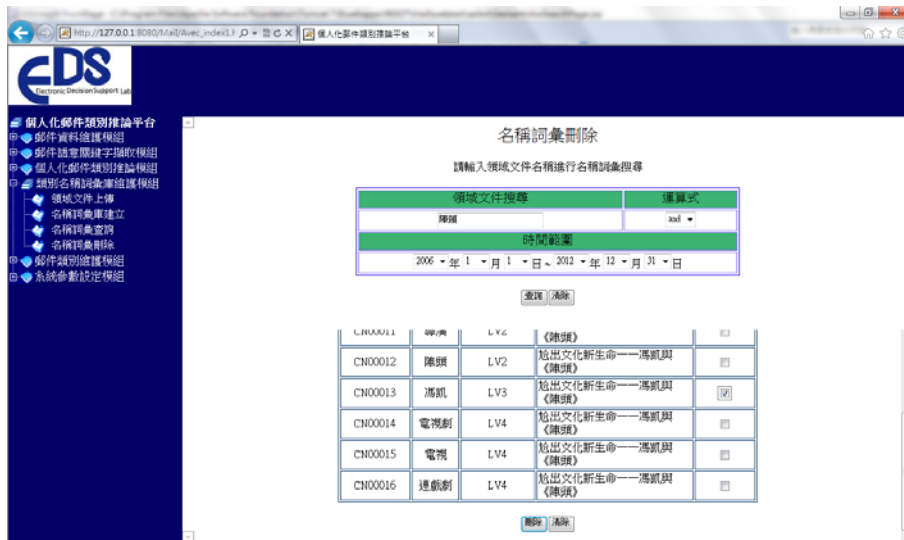 http://127.0.0.1:8080/Mail/Avec_index1.h
個人化郵件類別推論平台
EDS
Electronic Decision Support Lab
個人化郵件類別推論平台
郵件資料維護模組
郵件語意關鍵字擷取模組
個人化郵件類別推論模組
類別名稱詞彙庫維護模組
領域文件上傳
名稱詞彙庫建立
名稱詞彙查詢
名稱詞彙刪除
郵件類別維護模組
系統參數設定模組
名稱詞彙刪除
請輸入領域文件名稱進行名稱詞彙搜尋
領域文件搜尋 運算式
陣頭 and
時間範圍
2006 年 1 月 1 日 ~ 2012 年 12 月 31 日
查詢 清除
CN00011 導演 LV2 《陣頭》
CN00012 陣頭 LV2 尬出文化新生命——馮凱與《陣頭》
CN00013 馮凱 LV3 尬出文化新生命——馮凱與《陣頭》
CN00014 電視劇 LV4 尬出文化新生命——馮凱與《陣頭》
CN00015 電視 LV4 尬出文化新生命——馮凱與《陣頭》
CN00016 連戲劇 LV4 尬出文化新生命——馮凱與《陣頭》
刪除 清除